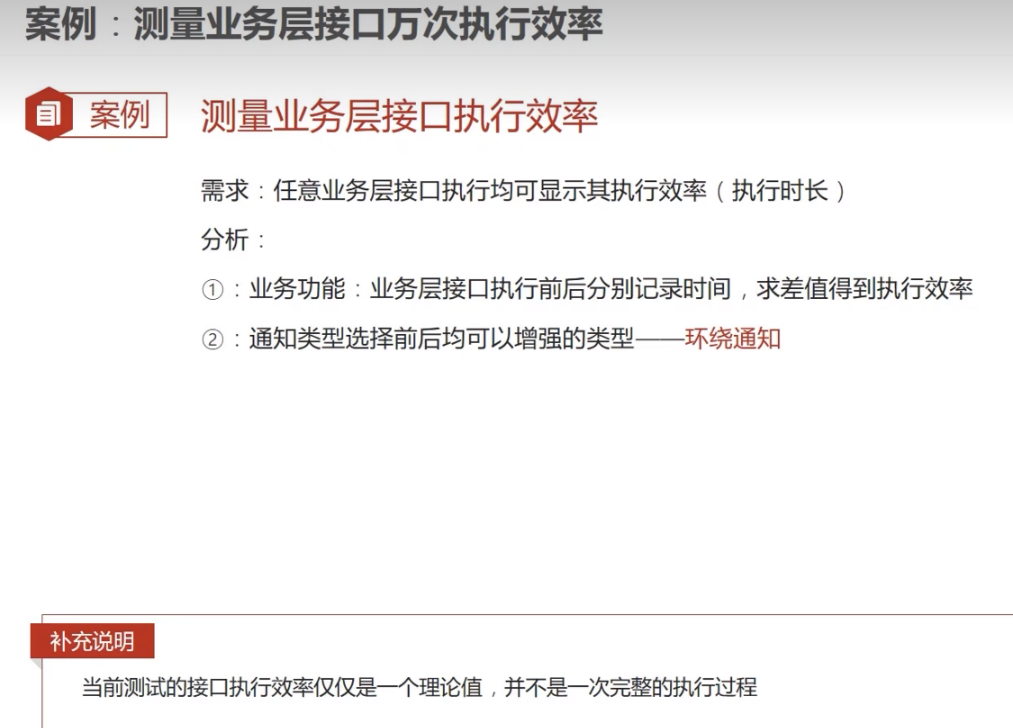 案例：测量业务层接口万次执行效率
案例
测量业务层接口执行效率
需求：任意业务层接口执行均可显示其执行效率（执行时长）
分析：
①：业务功能：业务层接口执行前后分别记录时间，求差值得到执行效率
②：通知类型选择前后均可以增强的类型——环绕通知
补充说明
当前测试的接口执行效率仅仅是一个理论值，并不是一次完整的执行过程